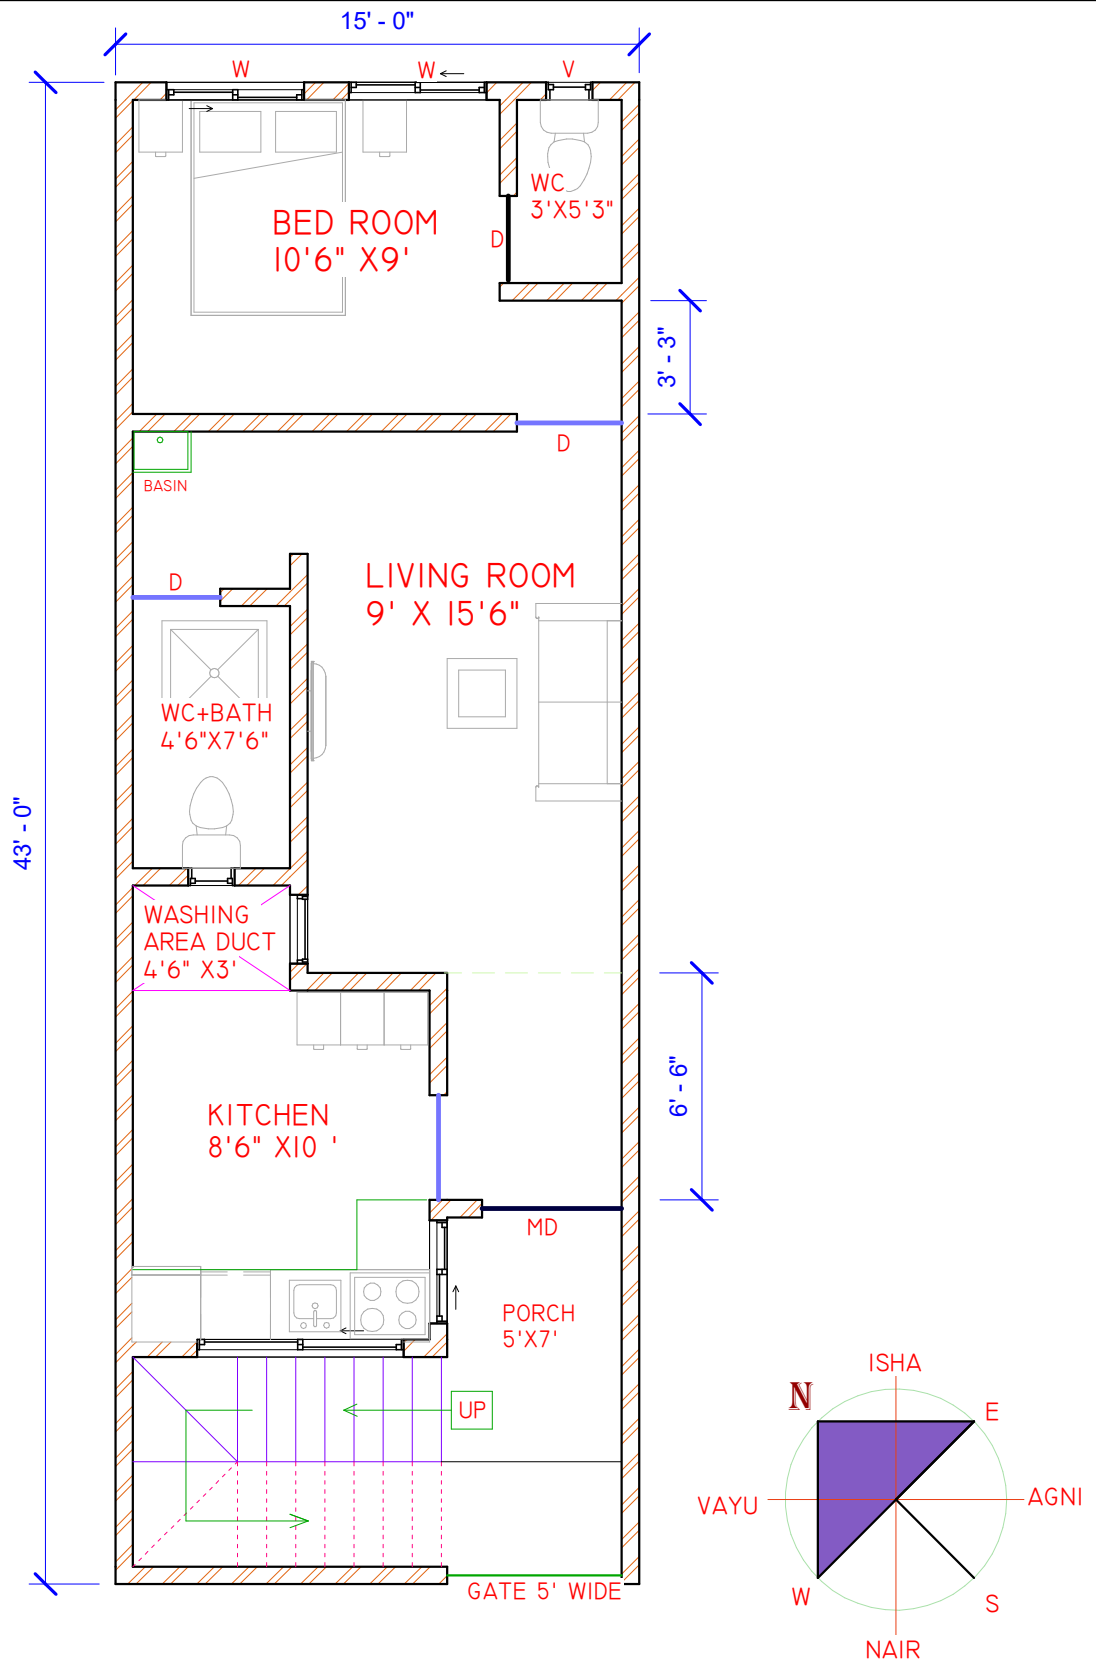 15' - 0"
W
W
V
WC
3'X5'3"
BED ROOM
10'6" X9'
D
3' - 3"
D
BASIN
D
LIVING ROOM
9' X 15'6"
WC+BATH
4'6"X7'6"
43' - 0"
WASHING
AREA DUCT
4'6" X3'
KITCHEN
8'6" X10 '
6' - 6"
MD
PORCH
5'X7'
UP
GATE 5' WIDE
ISHA
N
E
VAYU
AGNI
W
S
NAIR